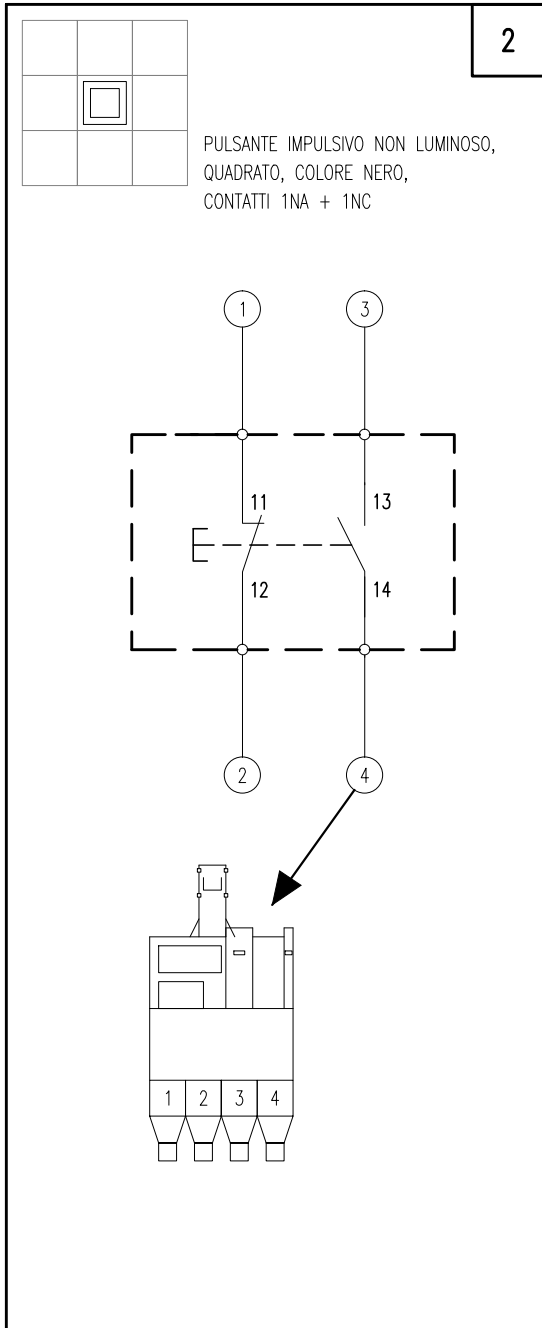 2
PULSANTE IMPULSIVO NON LUMINOSO,
QUADRATO, COLORE NERO,
CONTATTI 1NA + 1NC
1 3
11 13
12 14
2 4
1 2 3 4